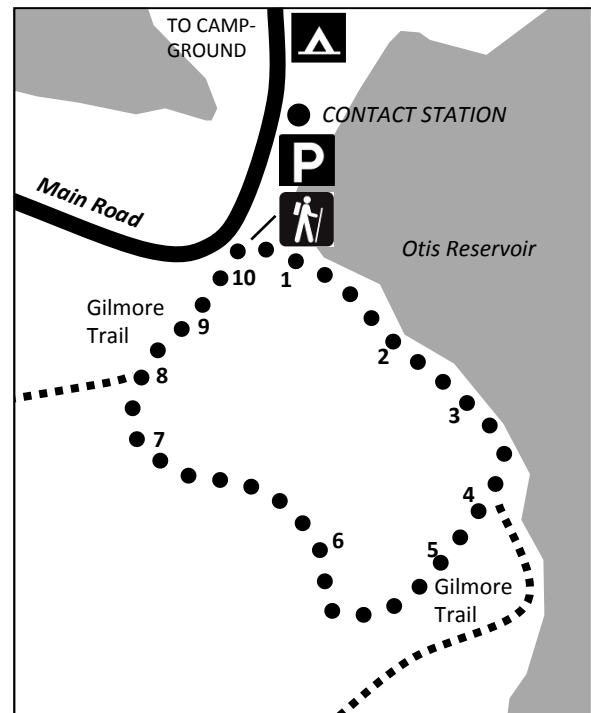 TO CAMP-
GROUND
CONTACT STATION
P
Main Road
Otis Reservoir
10
1
Gilmore
Trail
9
2
8
3
7
4
6
5
Gilmore
Trail